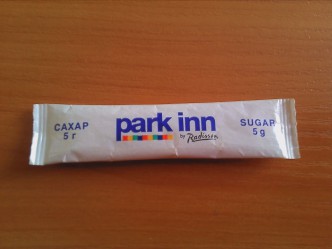 САХАР
5 г
park inn
by Radisson
SUGAR
5 g